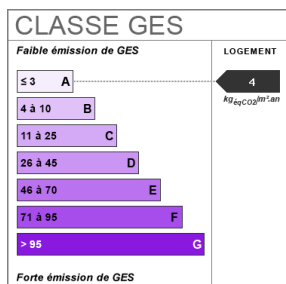 CLASSE GES
Faible émission de GES
LOGEMENT
≤ 3 A
4
kgéqCO2/m².an
4 à 10 B
11 à 25 C
26 à 45 D
46 à 70 E
71 à 95 F
> 95 G
Forte émission de GES